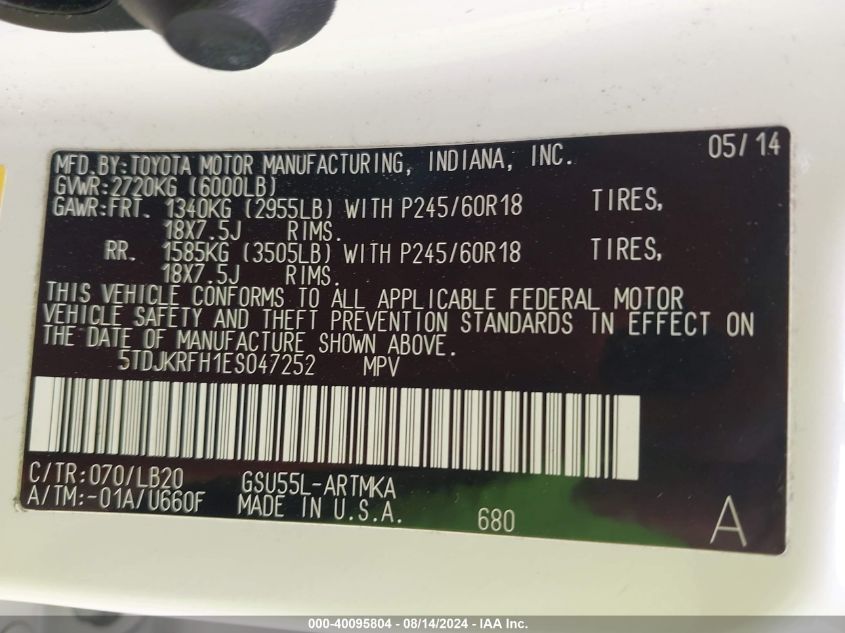 05/14
MFD.BY:TOYOTA MOTOR MANUFACTURING, INDIANA, INC.
GVWR:2720KG (6000LB)
GAWR:FRT. 1340KG (2955LB) WITH P245/60R18 TIRES,
18X7.5J RIMS.
RR. 1585KG (3505LB) WITH P245/60R18 TIRES,
18X7.5J RIMS.
THIS VEHICLE CONFORMS TO ALL APPLICABLE FEDERAL MOTOR
VEHICLE SAFETY AND THEFT PREVENTION STANDARDS IN EFFECT ON
THE DATE OF MANUFACTURE SHOWN ABOVE.
5TDJKRFH1ES047252 MPV
C/TR:070/LB20 GSU55L-ARTMKA
A/TM:-01A/U660F MADE IN U.S.A. 680 A
000-40095804 - 08/14/2024 - IAA Inc.